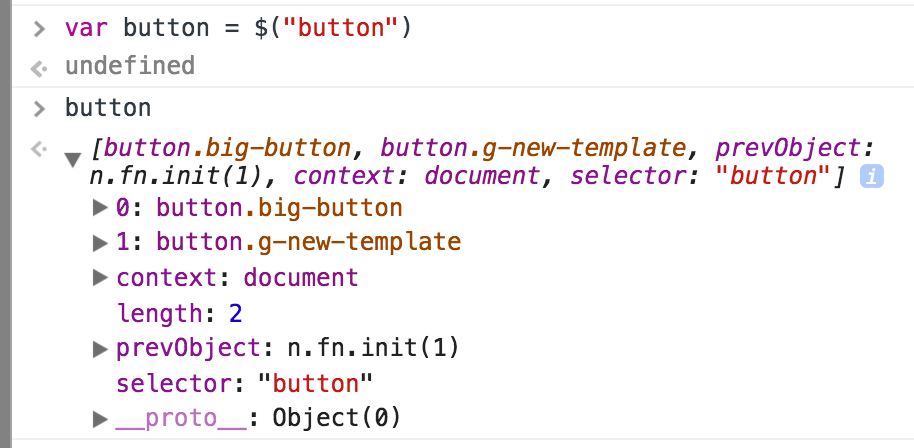 var button = $("button")
undefined
button
[button.big-button, button.g-new-template, prevObject:
n.fn.init(1), context: document, selector: "button"] i
0: button.big-button
1: button.g-new-template
context: document
length: 2
prevObject: n.fn.init(1)
selector: "button"
__proto__: Object(0)